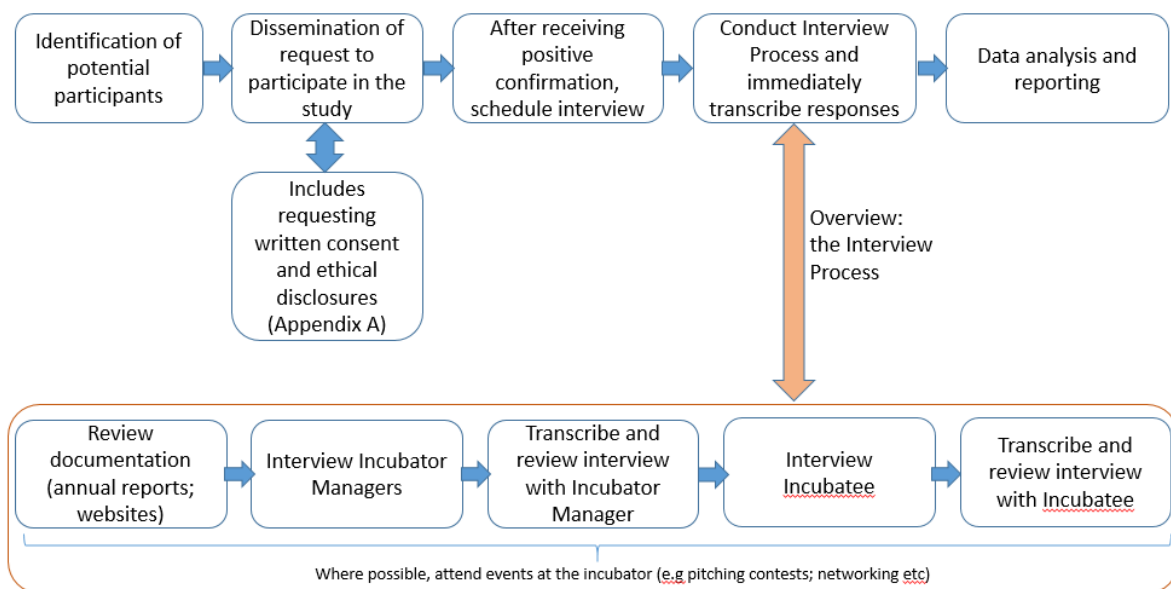 Identification of
potential
participants
Dissemination of
request to
participate in the
study
After receiving
positive
confirmation,
schedule interview
Conduct Interview
Process and
immediately
transcribe responses
Data analysis and
reporting
Includes
requesting
written consent
and ethical
disclosures
(Appendix A)
Overview:
the Interview
Process
Review
documentation
(annual reports;
websites)
Interview Incubator
Managers
Transcribe and
review interview
with Incubator
Manager
Interview
Incubatee
Transcribe and
review interview
with Incubatee
Where possible, attend events at the incubator (e.g pitching contests; networking etc)